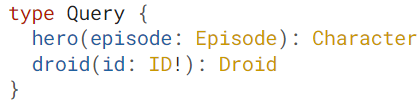 type Query {
  hero(episode: Episode): Character
  droid(id: ID!): Droid
}